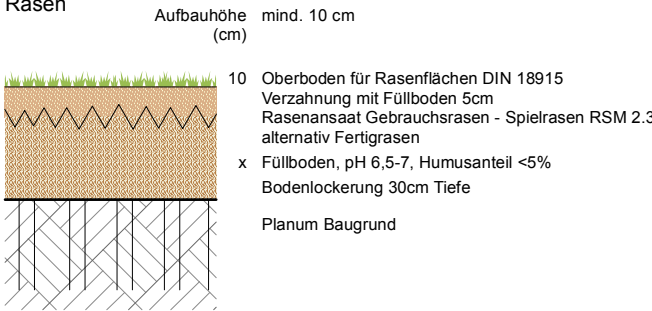 Rasen
Aufbauhöhe mind. 10 cm
(cm)
10 Oberboden für Rasenflächen DIN 18915
Verzahnung mit Füllboden 5cm
Rasenansaat Gebrauchsrasen - Spielrasen RSM 2.3
alternativ Fertigrasen
x Füllboden, pH 6,5-7, Humusanteil <5%
Bodenlockerung 30cm Tiefe
Planum Baugrund